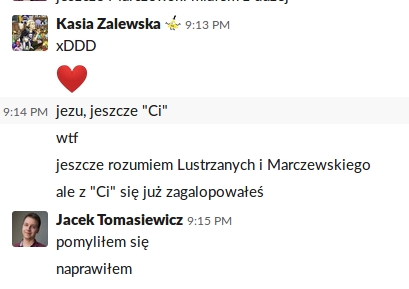 Kasia Zalewska 9:13 PM
xDDD
9:14 PM jezu, jeszcze "Ci"
wtf
jeszcze rozumiem Lustrzanych i Marczewskiego
ale z "Ci" się już zagalopowałeś
Jacek Tomasiewicz 9:15 PM
pomyliłem się
naprawiłem